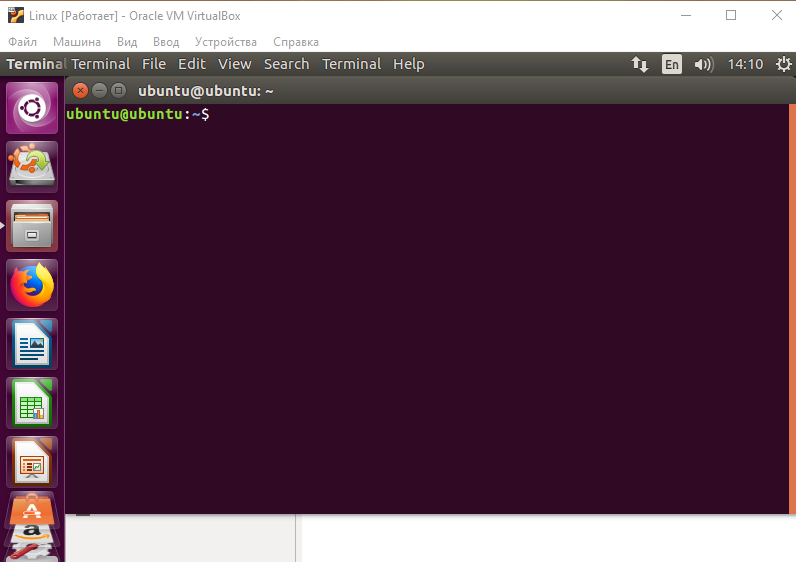 Linux [Работает] - Oracle VM VirtualBox
Файл Машина Вид Ввод Устройства Справка
Terminal Terminal File Edit View Search Terminal Help En 14:10
ubuntu@ubuntu: ~
ubuntu@ubuntu:~$